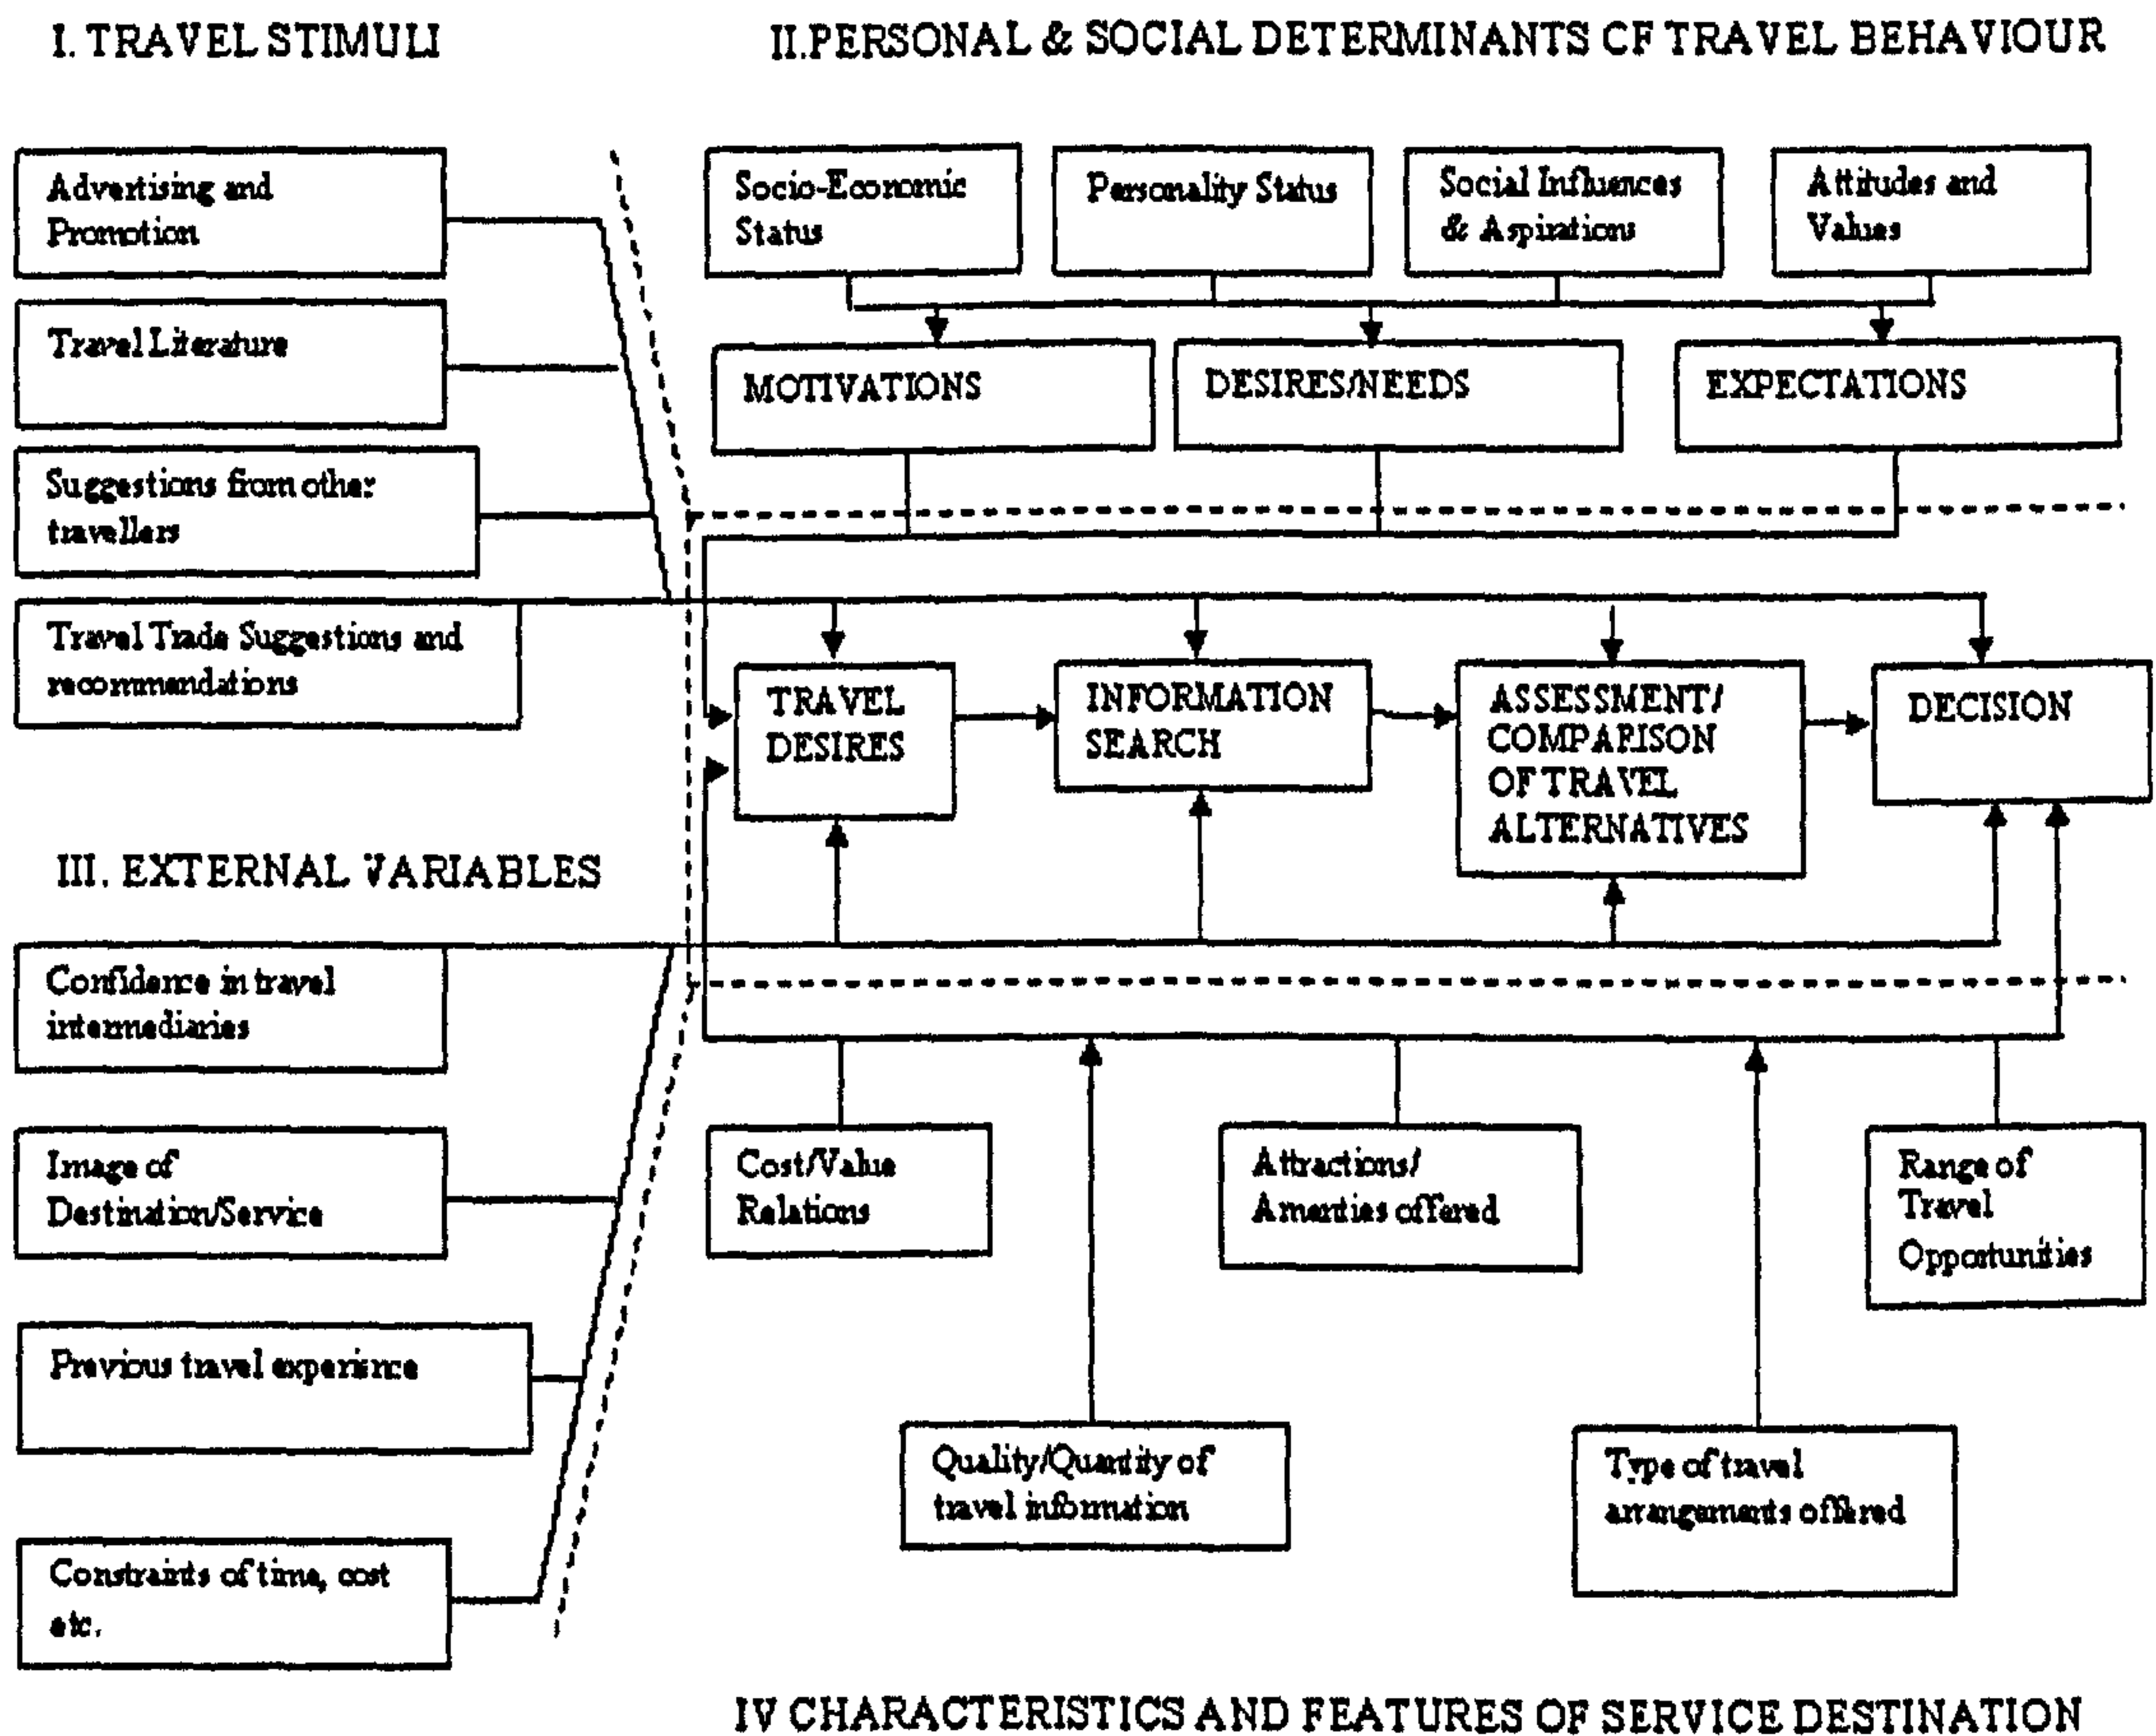 I. TRAVEL STIMULI
II.PERSONAL & SOCIAL DETERMINANTS CF TRAVEL BEHAVIOUR
Advertising and
Promotion
Travel Literature
Suggestions from other
travellers
Travel Trade Suggestions and
recommendations
Socio-Economic
Status
Personality Status
Social Influences
& Aspirations
Attitudes and
Values
MOTIVATIONS
DESIRES/NEEDS
EXPECTATIONS
TRAVEL
DESIRES
INFORMATION
SEARCH
ASSESSMENT/
COMPARISON
OF TRAVEL
ALTERNATIVES
DECISION
III. EXTERNAL VARIABLES
Confidence in travel
intermediaries
Image of
Destination/Service
Previous travel experience
Constraints of time, cost
etc.
Cost/Value
Relations
Attractions/
Amenties offered
Range of
Travel
Opportunities
Quality/Quantity of
travel information
Type of travel
arrangements offered
IV CHARACTERISTICS AND FEATURES OF SERVICE DESTINATION